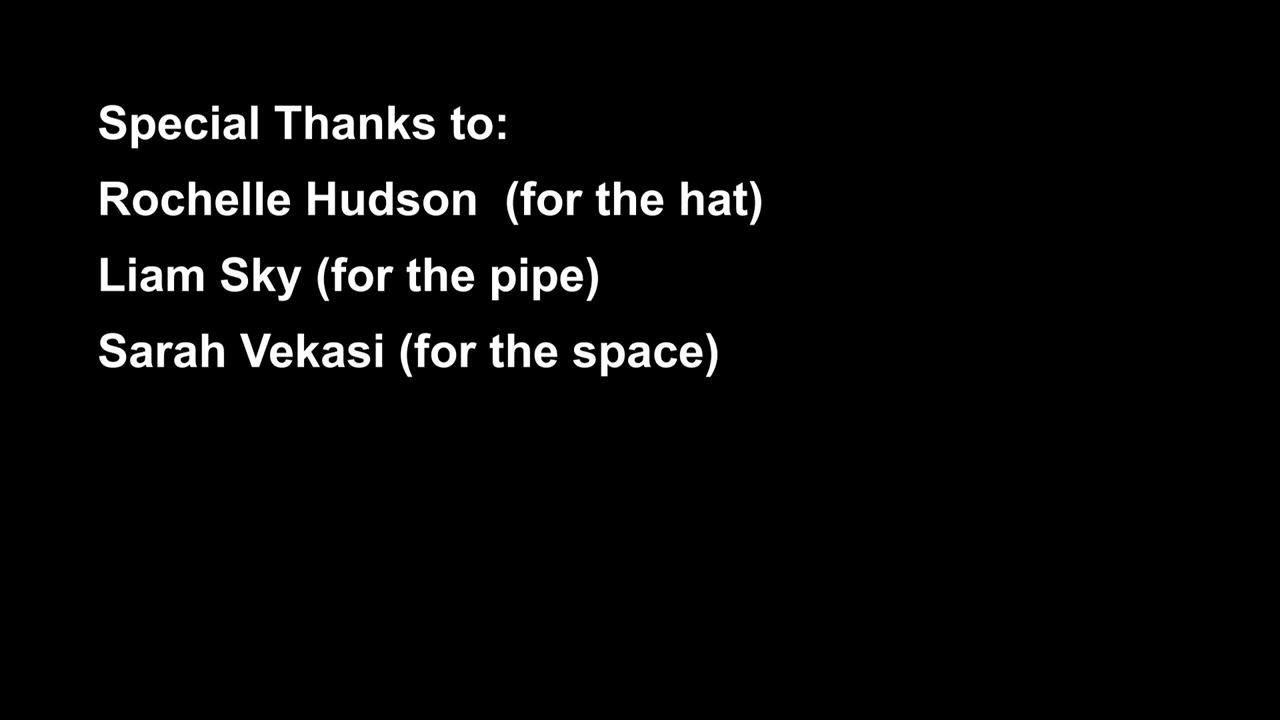 Special Thanks to:
Rochelle Hudson  (for the hat)
Liam Sky (for the pipe)
Sarah Vekasi (for the space)